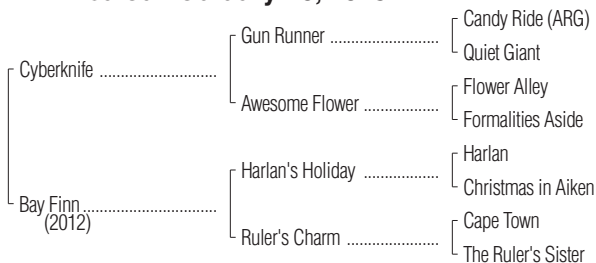 Candy Ride (ARG)
Gun Runner
Quiet Giant
Cyberknife
Flower Alley
Awesome Flower
Formalities Aside
Harlan
Harlan's Holiday
Christmas in Aiken
Bay Finn
(2012)
Cape Town
Ruler's Charm
The Ruler's Sister